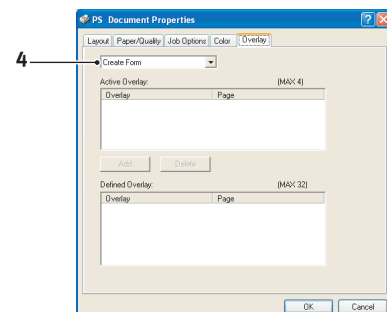 PS Document Properties
Layout Paper/Quality Job Options Color Overlay
4 Create Form
Active Overlay: (MAX 4)
Overlay Page
Add Delete
Defined Overlay: (MAX 32)
Overlay Page
OK Cancel